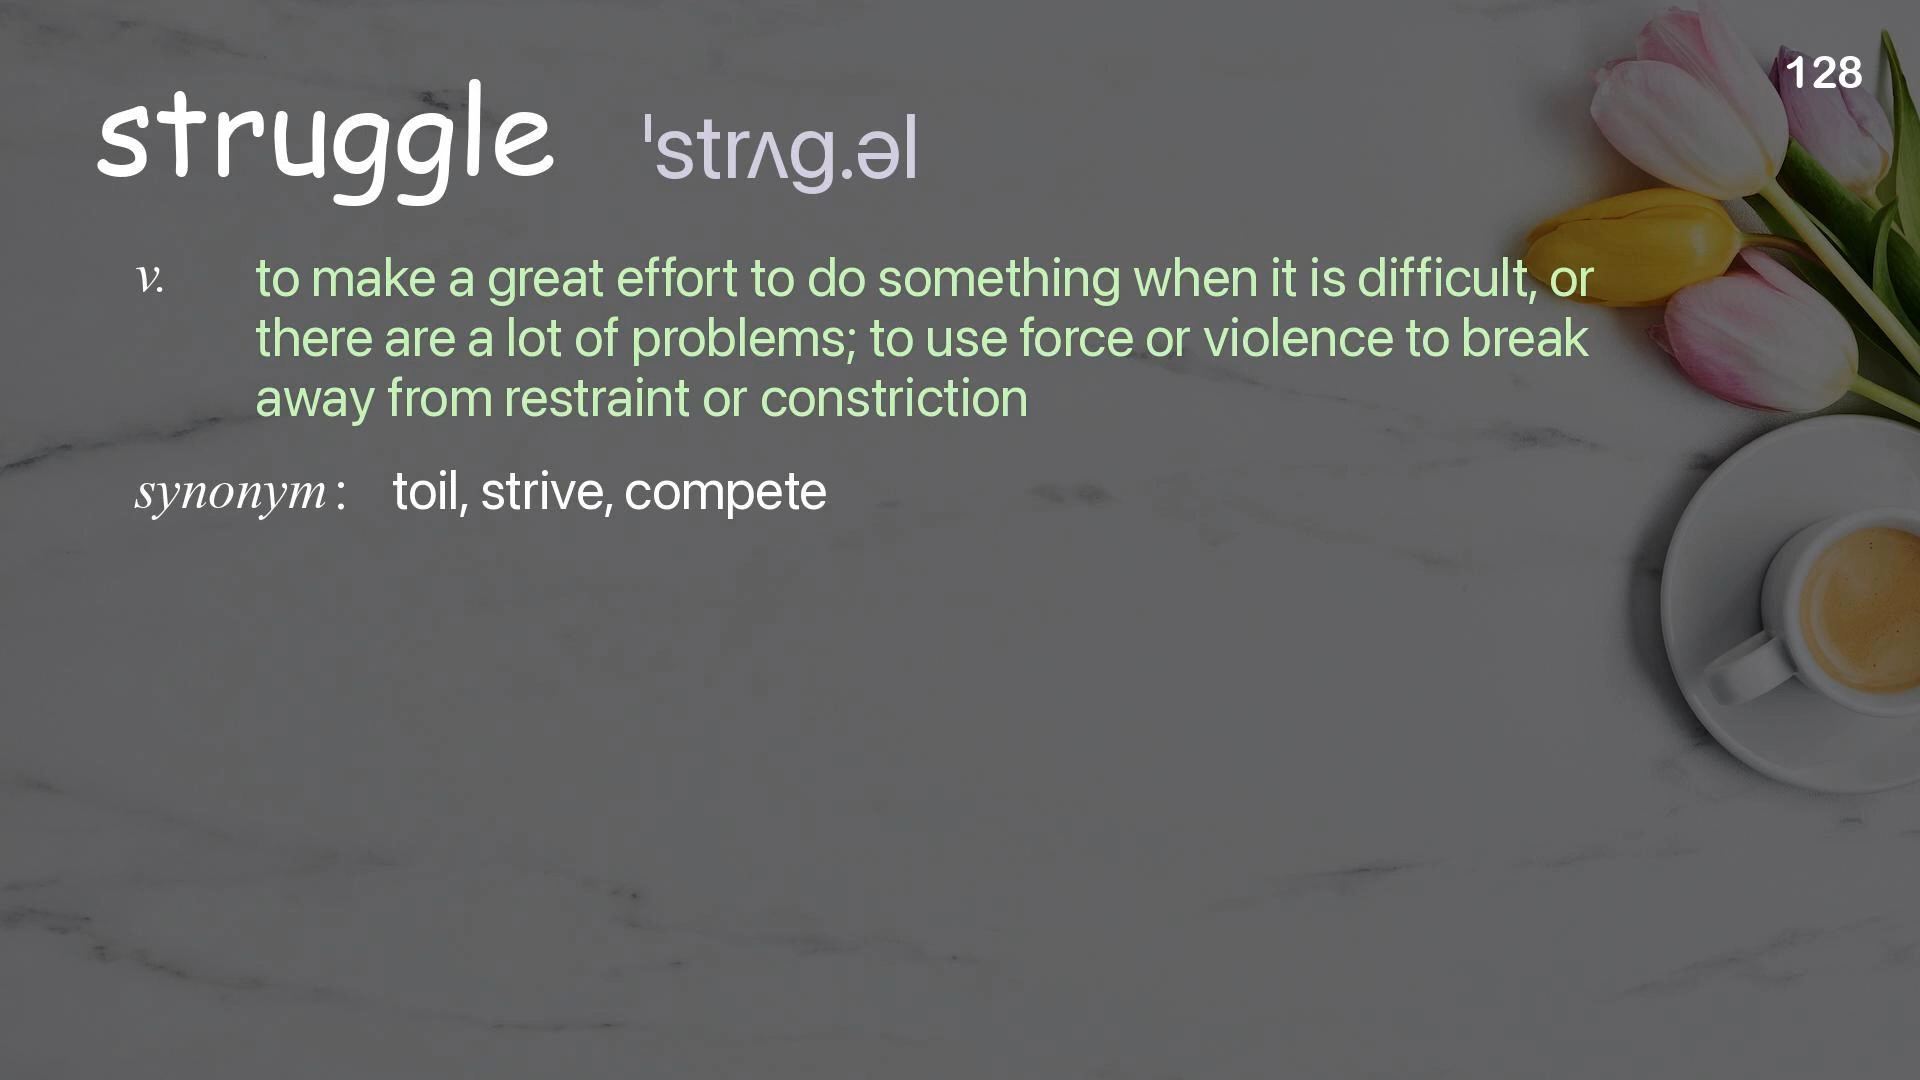 128
struggle ˈstrʌg.əl
v. to make a great effort to do something when it is difficult, or
there are a lot of problems; to use force or violence to break
away from restraint or constriction
synonym : toil, strive, compete